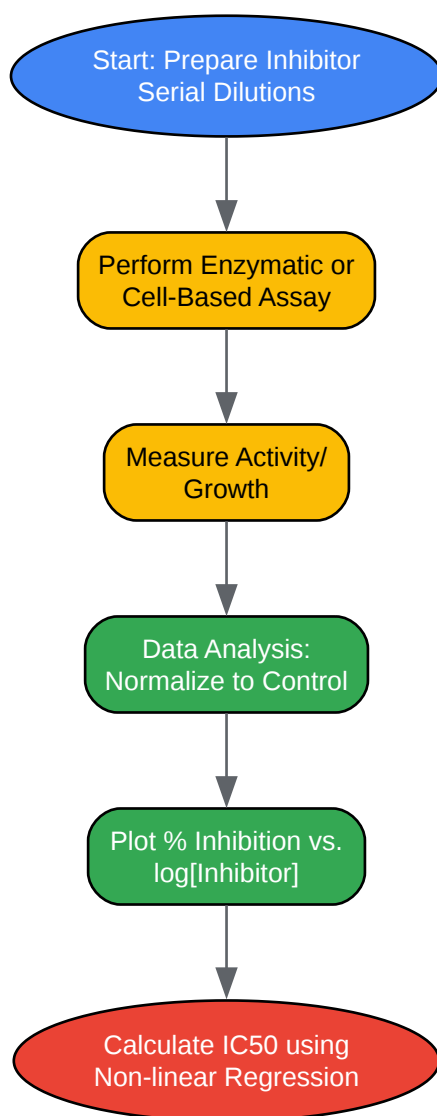 Start: Prepare Inhibitor
Serial Dilutions
Perform Enzymatic or
Cell-Based Assay
Measure Activity/
Growth
Data Analysis:
Normalize to Control
Plot % Inhibition vs.
log[Inhibitor]
Calculate IC50 using
Non-linear Regression